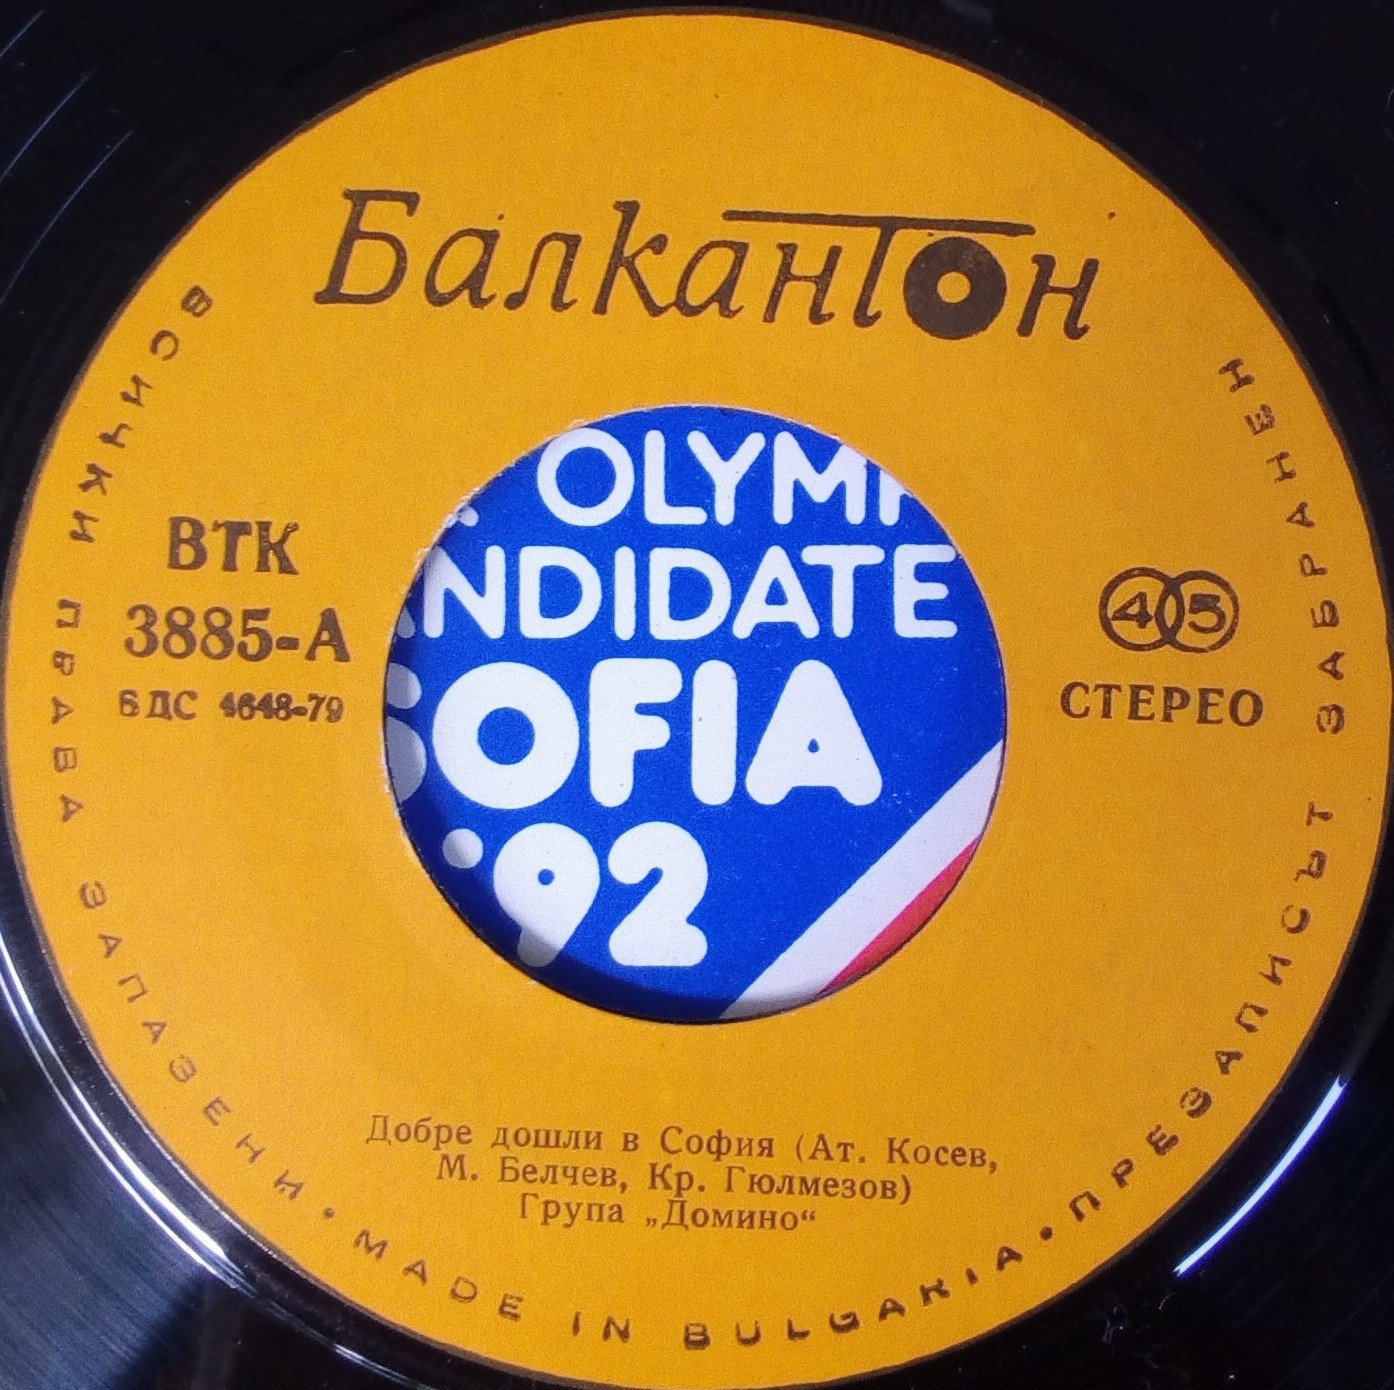 Балкантон
ВТК
3885-А
БДС 4648-79
45
СТЕРЕО
OLYMP
ANDIDATE
SOFIA
'92
Добре дошли в София (Ат. Косев,
М. Белчев, Кр. Гюлмезов)
Група „Домино“
ВСИЧКИ ПРАВА ЗАПАЗЕНИ · MADE IN BULGARIA · ПРЕЗАПИСЪТ ЗАБРАНЕН